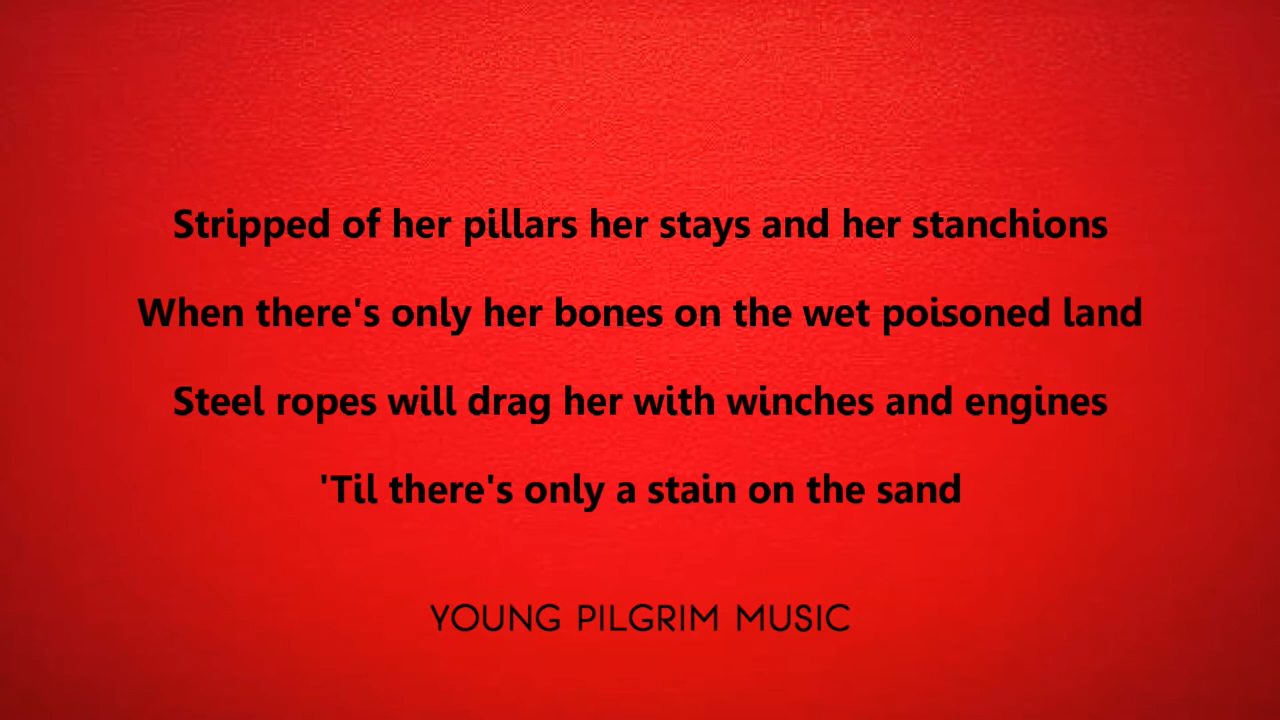 Stripped of her pillars her stays and her stanchions
When there's only her bones on the wet poisoned land
Steel ropes will drag her with winches and engines
'Til there's only a stain on the sand
YOUNG PILGRIM MUSIC